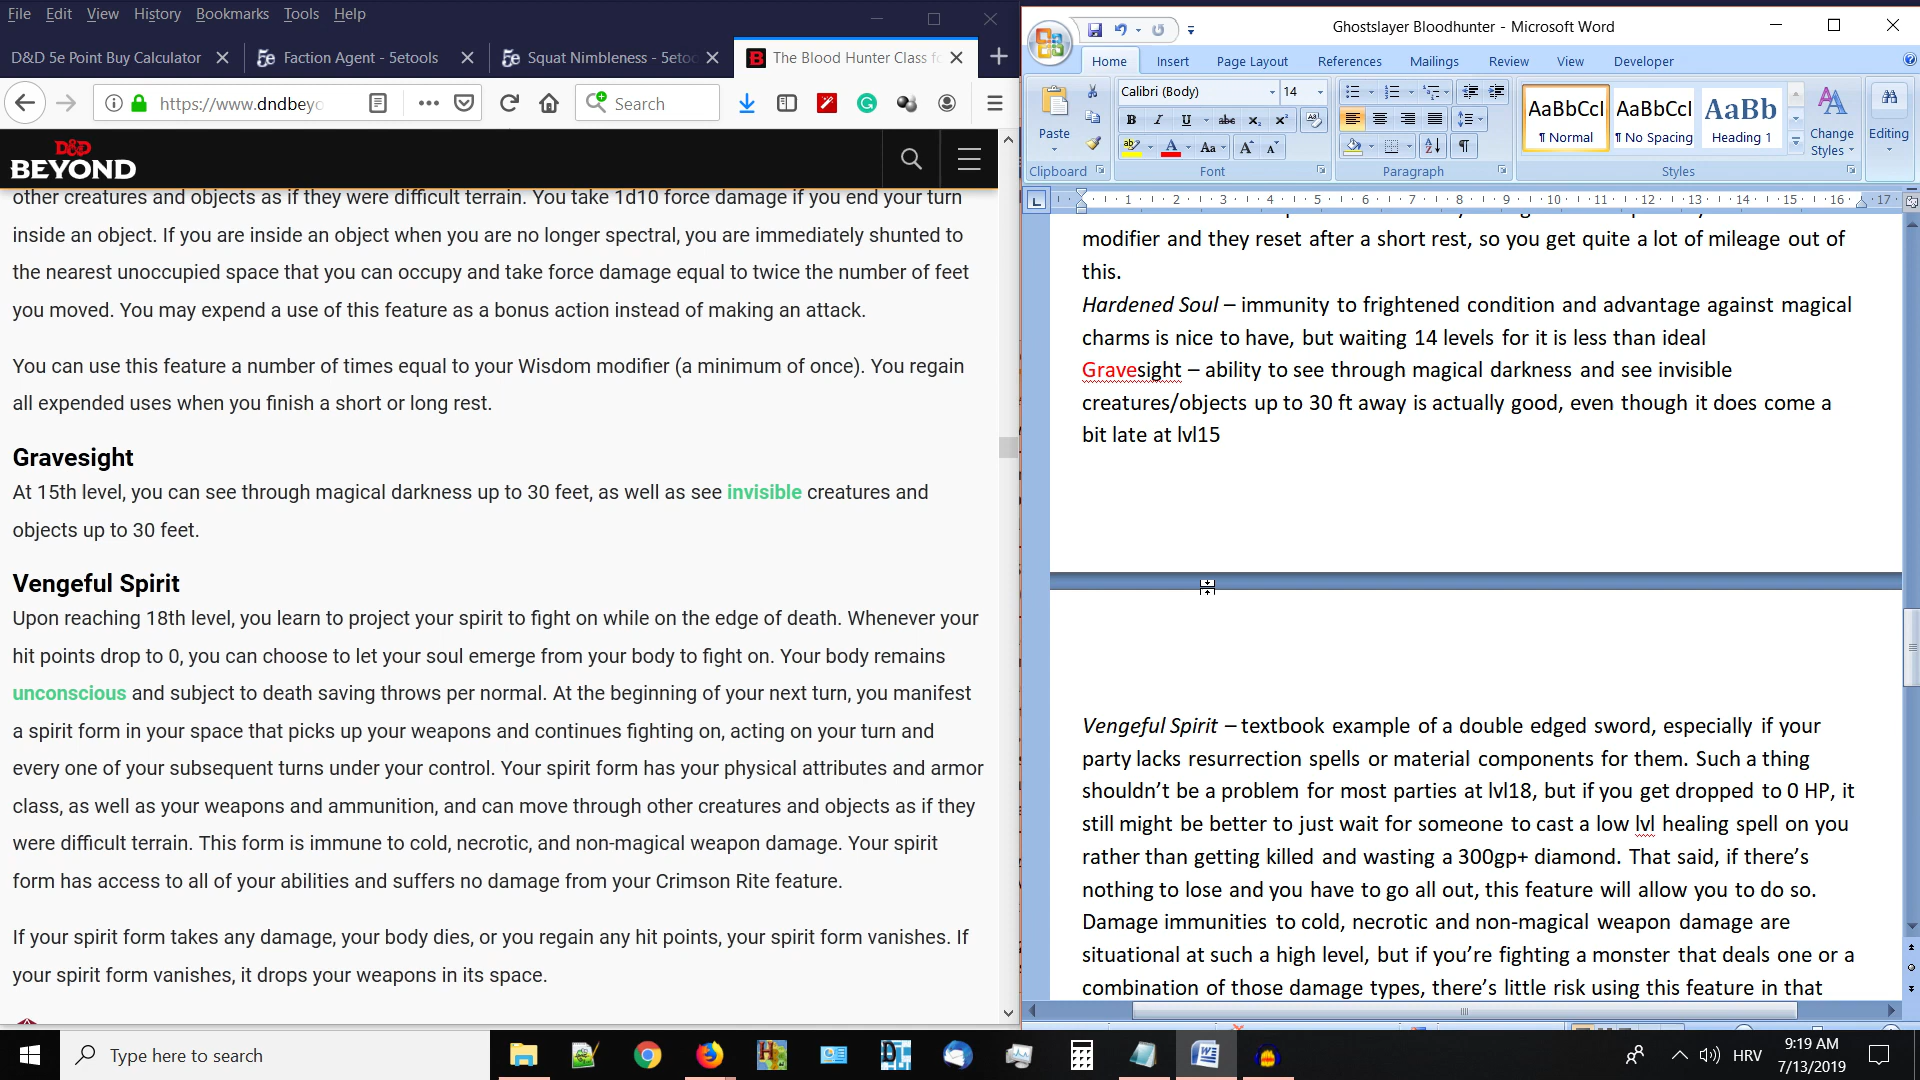 File Edit View History Bookmarks Tools Help
D&D 5e Point Buy Calculator
Faction Agent - 5etools
Squat Nimbleness - 5etoo
The Blood Hunter Class fo
https://www.dndbeyo
Search
D&D
BEYOND
other creatures and objects as if they were difficult terrain. You take 1d10 force damage if you end your turn
inside an object. If you are inside an object when you are no longer spectral, you are immediately shunted to
the nearest unoccupied space that you can occupy and take force damage equal to twice the number of feet
you moved. You may expend a use of this feature as a bonus action instead of making an attack.
You can use this feature a number of times equal to your Wisdom modifier (a minimum of once). You regain
all expended uses when you finish a short or long rest.
Gravesight
At 15th level, you can see through magical darkness up to 30 feet, as well as see invisible creatures and
objects up to 30 feet.
Vengeful Spirit
Upon reaching 18th level, you learn to project your spirit to fight on while on the edge of death. Whenever your
hit points drop to 0, you can choose to let your soul emerge from your body to fight on. Your body remains
unconscious and subject to death saving throws per normal. At the beginning of your next turn, you manifest
a spirit form in your space that picks up your weapons and continues fighting on, acting on your turn and
every one of your subsequent turns under your control. Your spirit form has your physical attributes and armor
class, as well as your weapons and ammunition, and can move through other creatures and objects as if they
were difficult terrain. This form is immune to cold, necrotic, and non-magical weapon damage. Your spirit
form has access to all of your abilities and suffers no damage from your Crimson Rite feature.
If your spirit form takes any damage, your body dies, or you regain any hit points, your spirit form vanishes. If
your spirit form vanishes, it drops your weapons in its space.
Ghostslayer Bloodhunter - Microsoft Word
Home Insert Page Layout References Mailings Review View Developer
Calibri (Body) 14
Paste
AaBbCcI AaBbCcI AaBb
¶ Normal ¶ No Spacing Heading 1
Change Styles
Editing
Clipboard Font Paragraph Styles
1 2 3 4 5 6 7 8 9 10 11 12 13 14 15 16 17
modifier and they reset after a short rest, so you get quite a lot of mileage out of
this.
Hardened Soul – immunity to frightened condition and advantage against magical
charms is nice to have, but waiting 14 levels for it is less than ideal
Gravesight – ability to see through magical darkness and see invisible
creatures/objects up to 30 ft away is actually good, even though it does come a
bit late at lvl15
Vengeful Spirit – textbook example of a double edged sword, especially if your
party lacks resurrection spells or material components for them. Such a thing
shouldn't be a problem for most parties at lvl18, but if you get dropped to 0 HP, it
still might be better to just wait for someone to cast a low lvl healing spell on you
rather than getting killed and wasting a 300gp+ diamond. That said, if there's
nothing to lose and you have to go all out, this feature will allow you to do so.
Damage immunities to cold, necrotic and non-magical weapon damage are
situational at such a high level, but if you're fighting a monster that deals one or a
combination of those damage types, there's little risk using this feature in that
Type here to search
HRV
9:19 AM
7/13/2019